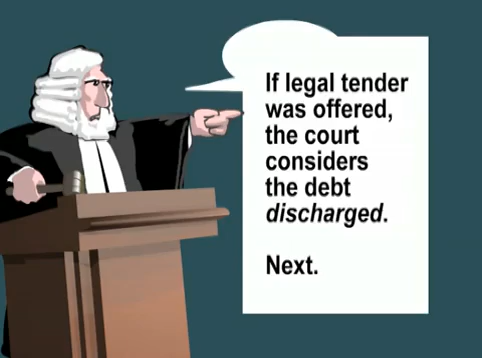 If legal tender
was offered,
the court
considers
the debt
discharged.
Next.